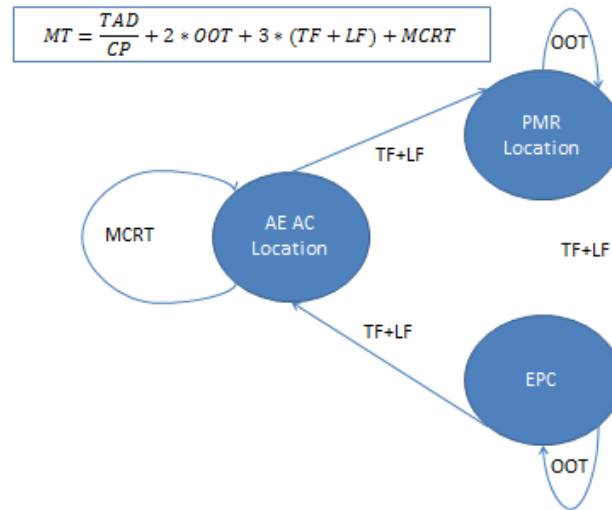 MT = TAD/CP + 2 * OOT + 3 * (TF + LF) + MCRT
OOT
PMR
Location
TF+LF
AE AC
Location
MCRT
TF+LF
TF+LF
EPC
OOT